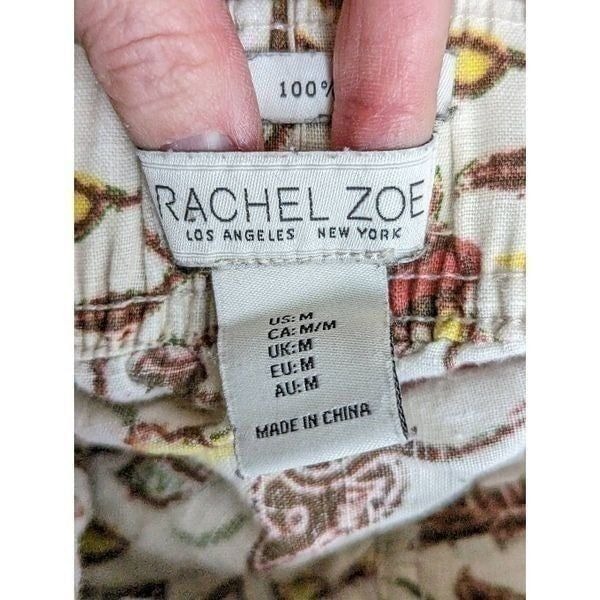 100%
RACHEL ZOE
LOS ANGELES NEW YORK
US: M
CA: M/M
UK: M
EU: M
AU: M
MADE IN CHINA